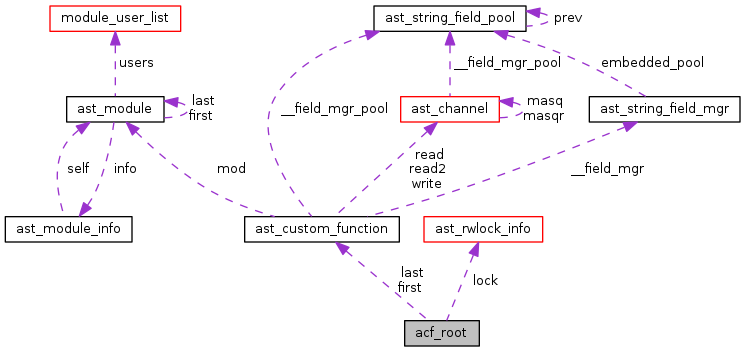 module_user_list
ast_string_field_pool
prev
users
__field_mgr_pool
embedded_pool
ast_module
last
first
__field_mgr_pool
ast_channel
masq
masqr
ast_string_field_mgr
self
info
mod
read
read2
write
__field_mgr
ast_module_info
ast_custom_function
ast_rwlock_info
last
first
lock
acf_root